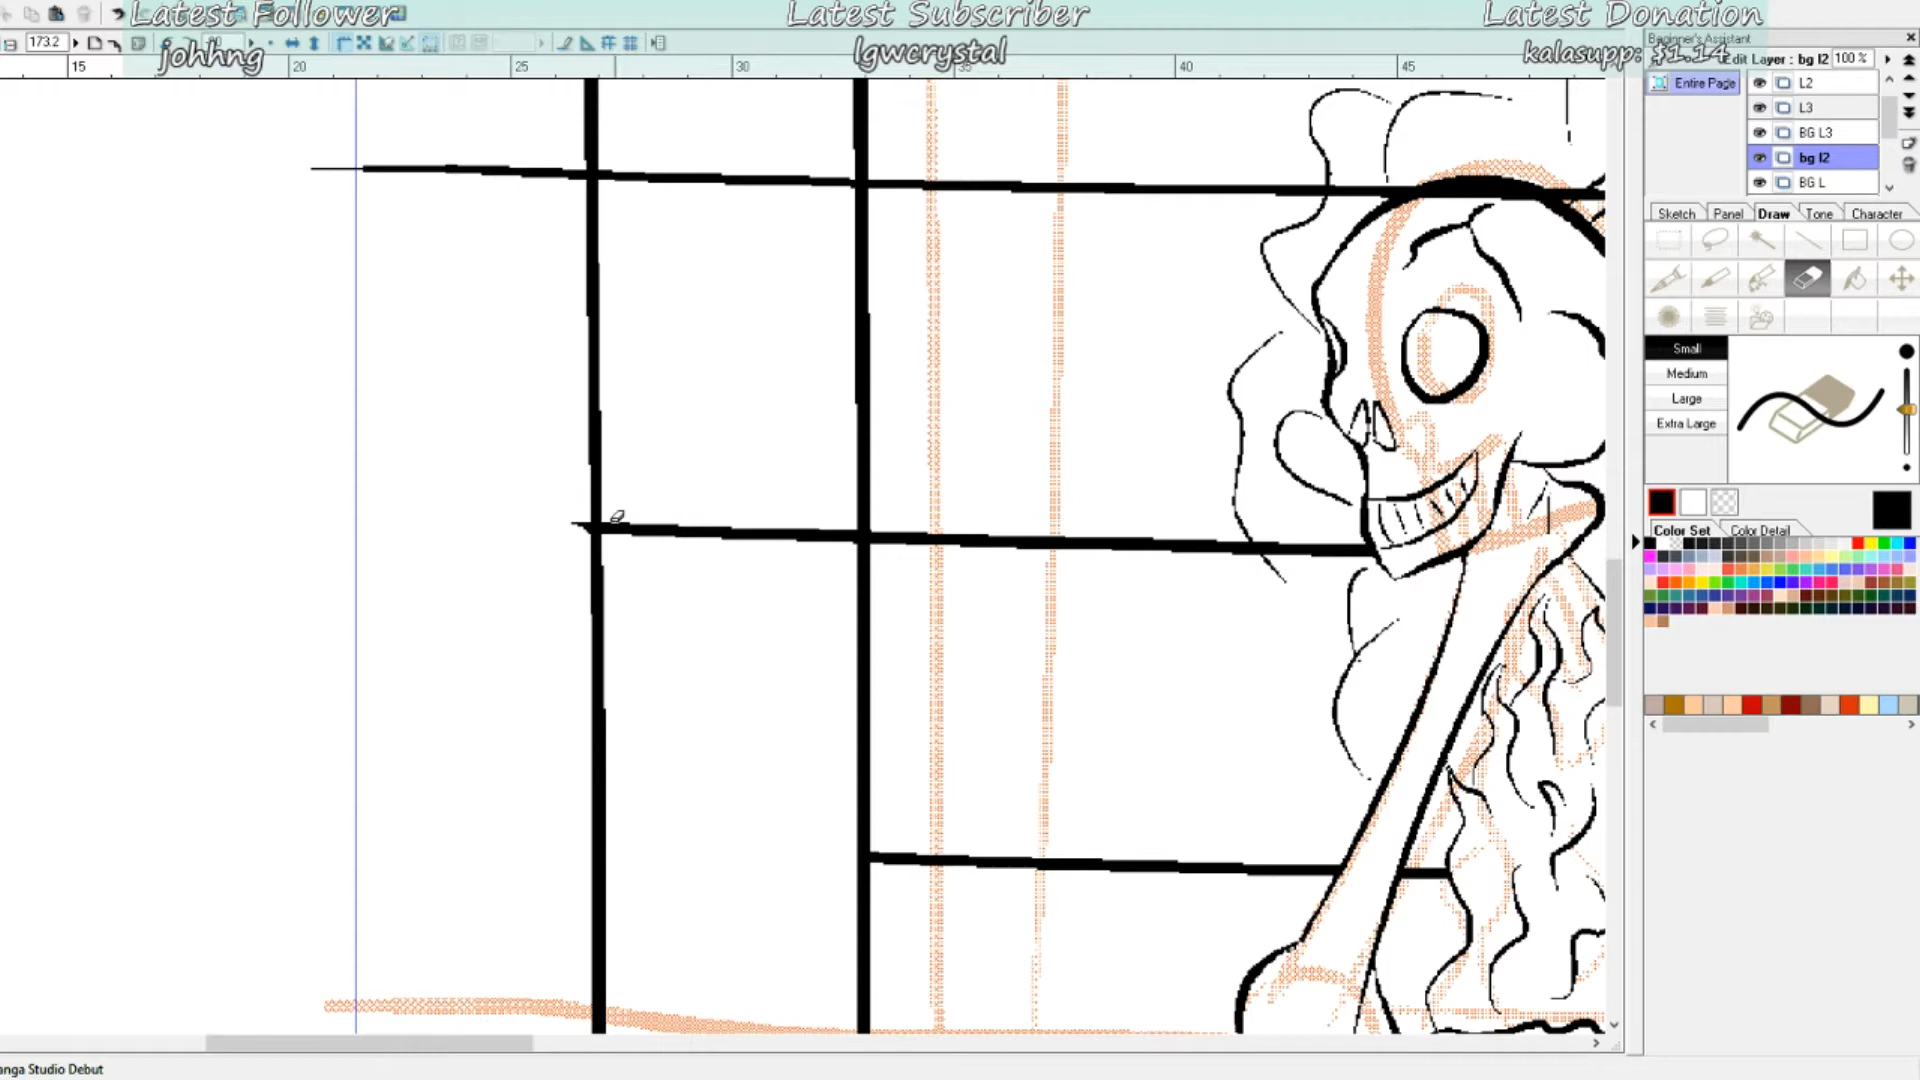 Latest Follower
Latest Subscriber
Latest Donation
johhng
lgwcrystal
kalasupp: $1.14
Beginner's Assistant
173.2
15
20
25
30
35
40
45
Edit Layer : bg l2
100 %
Entire Page
L2
L3
BG L3
bg l2
BG L
Sketch
Panel
Draw
Tone
Character
Small
Medium
Large
Extra Large
Color Set
Color Detail
anga Studio Debut